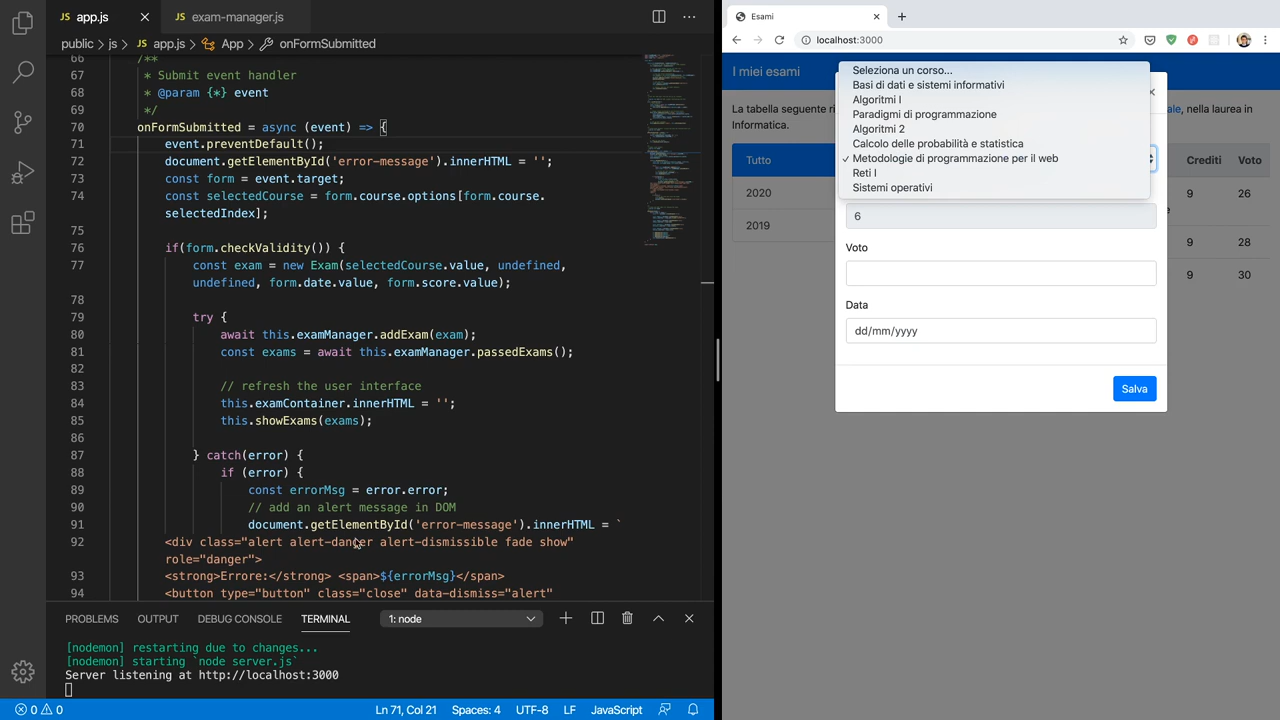 app.js
exam-manager.js
public > js > app.js > App > onFormSubmitted
66 /**
67 * Submit event handler
68 * @param {*} event
69 */
70 onFormSubmitted = async (event) => {
71 event.preventDefault();
72 document.getElementById('error-message').innerHTML = '';
73 const form = event.target;
74 const selectedCourse = form.course.options[form.course.
selectedIndex];
75
76 if(form.checkValidity()) {
77 const exam = new Exam(selectedCourse.value, undefined,
undefined, form.date.value, form.score.value);
78
79 try {
80 await this.examManager.addExam(exam);
81 const exams = await this.examManager.passedExams();
82
83 // refresh the user interface
84 this.examContainer.innerHTML = '';
85 this.showExams(exams);
86
87 } catch(error) {
88 if (error) {
89 const errorMsg = error.error;
90 // add an alert message in DOM
91 document.getElementById('error-message').innerHTML = `
92 <div class="alert alert-danger alert-dismissible fade show"
role="danger">
93 <strong>Errore:</strong> <span>${errorMsg}</span>
94 <button type="button" class="close" data-dismiss="alert"
PROBLEMS OUTPUT DEBUG CONSOLE TERMINAL 1: node
[nodemon] restarting due to changes...
[nodemon] starting `node server.js`
Server listening at http://localhost:3000
0 0 Ln 71, Col 21 Spaces: 4 UTF-8 LF JavaScript
Esami
localhost:3000
I miei esami
Seleziona un corso...
Basi di dati e sistemi informativi
Algoritmi I
Paradigmi di programmazione
Algoritmi 2
Calcolo delle probabilità e statistica
✓ Metodologie di programmazione per il web
Reti I
Sistemi operativi
La tabella seguente ri
ale, nella laurea in
Informatica.
Tutto
2020
2019
Crediti Voto
9 26
e
9 28
9 30
6
Voto
Data
dd/mm/yyyy
Salva